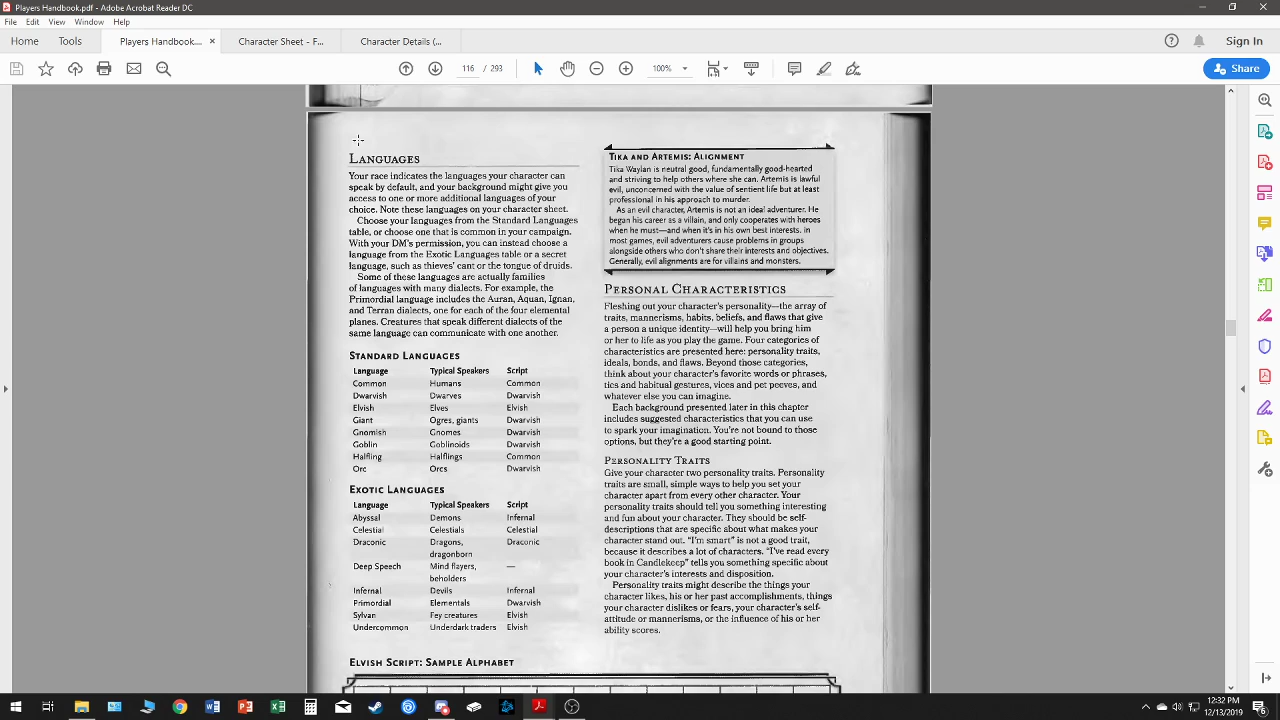 Players Handbook.pdf - Adobe Acrobat Reader DC
File Edit View Window Help
Home Tools Players Handbook.... × Character Sheet - F... Character Details (...
Sign In
116 / 293 100% Share
LANGUAGES
Your race indicates the languages your character can
speak by default, and your background might give you
access to one or more additional languages of your
choice. Note these languages on your character sheet.
Choose your languages from the Standard Languages
table, or choose one that is common in your campaign.
With your DM's permission, you can instead choose a
language from the Exotic Languages table or a secret
language, such as thieves' cant or the tongue of druids.
Some of these languages are actually families
of languages with many dialects. For example, the
Primordial language includes the Auran, Aquan, Ignan,
and Terran dialects, one for each of the four elemental
planes. Creatures that speak different dialects of the
same language can communicate with one another.
STANDARD LANGUAGES
Language Typical Speakers Script
Common Humans Common
Dwarvish Dwarves Dwarvish
Elvish Elves Elvish
Giant Ogres, giants Dwarvish
Gnomish Gnomes Dwarvish
Goblin Goblinoids Dwarvish
Halfling Halflings Common
Orc Orcs Dwarvish
EXOTIC LANGUAGES
Language Typical Speakers Script
Abyssal Demons Infernal
Celestial Celestials Celestial
Draconic Dragons, Draconic
dragonborn
Deep Speech Mind flayers, —
beholders
Infernal Devils Infernal
Primordial Elementals Dwarvish
Sylvan Fey creatures Elvish
Undercommon Underdark traders Elvish
ELVISH SCRIPT: SAMPLE ALPHABET
TIKA AND ARTEMIS: ALIGNMENT
Tika Waylan is neutral good, fundamentally good-hearted
and striving to help others where she can. Artemis is lawful
evil, unconcerned with the value of sentient life but at least
professional in his approach to murder.
As an evil character, Artemis is not an ideal adventurer. He
began his career as a villain, and only cooperates with heroes
when he must—and when it's in his own best interests. In
most games, evil adventurers cause problems in groups
alongside others who don't share their interests and objectives.
Generally, evil alignments are for villains and monsters.
PERSONAL CHARACTERISTICS
Fleshing out your character's personality—the array of
traits, mannerisms, habits, beliefs, and flaws that give
a person a unique identity—will help you bring him
or her to life as you play the game. Four categories of
characteristics are presented here: personality traits,
ideals, bonds, and flaws. Beyond those categories,
think about your character's favorite words or phrases,
tics and habitual gestures, vices and pet peeves, and
whatever else you can imagine.
Each background presented later in this chapter
includes suggested characteristics that you can use
to spark your imagination. You're not bound to those
options, but they're a good starting point.
PERSONALITY TRAITS
Give your character two personality traits. Personality
traits are small, simple ways to help you set your
character apart from every other character. Your
personality traits should tell you something interesting
and fun about your character. They should be self-
descriptions that are specific about what makes your
character stand out. "I'm smart" is not a good trait,
because it describes a lot of characters. "I've read every
book in Candlekeep" tells you something specific about
your character's interests and disposition.
Personality traits might describe the things your
character likes, his or her past accomplishments, things
your character dislikes or fears, your character's self-
attitude or mannerisms, or the influence of his or her
ability scores.
12:32 PM
12/13/2019